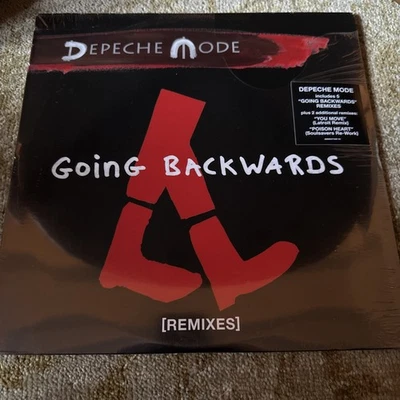 DEPECHE MODE
DEPECHE MODE
includes 5
"GOING BACKWARDS"
REMIXES
plus 2 additional remixes:
"YOU MOVE"
(Latroit Remix)
"POISON HEART"
(Soulsavers Re-Work)
GOiNG BACKWARDS
[REMIXES]